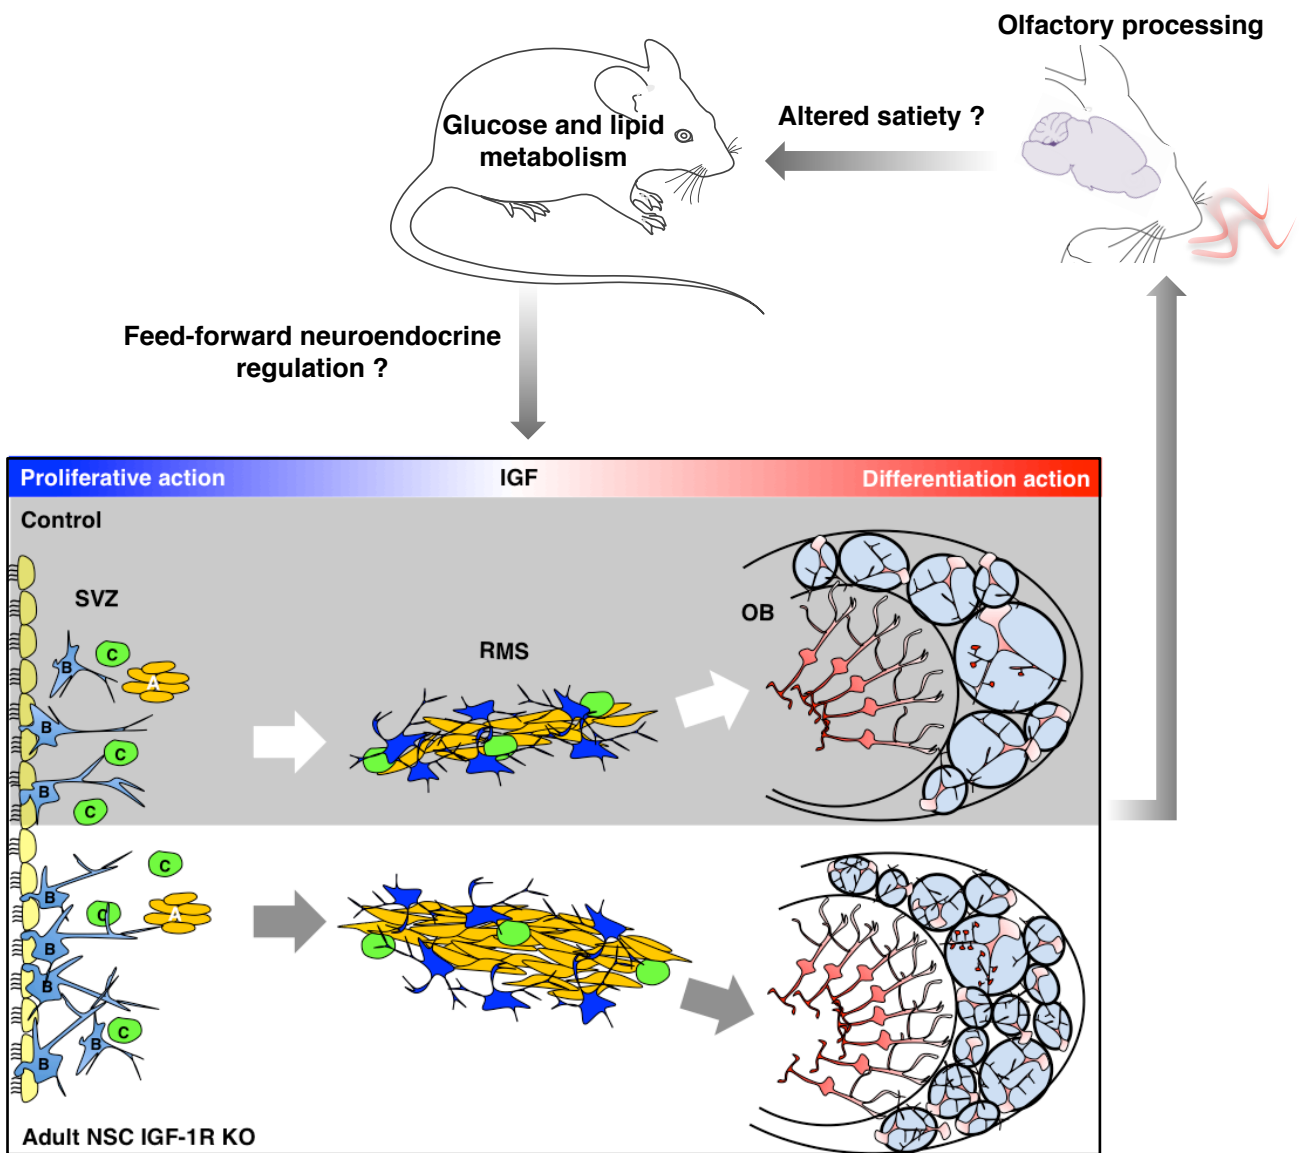 Olfactory processing
Altered satiety ?
Glucose and lipid
metabolism
Feed-forward neuroendocrine
regulation ?
Proliferative action
IGF
Differentiation action
Control
SVZ
RMS
OB
B
C
A
B
C
B
C
C
B
C
A
B
B
C
B
B
Adult NSC IGF-1R KO